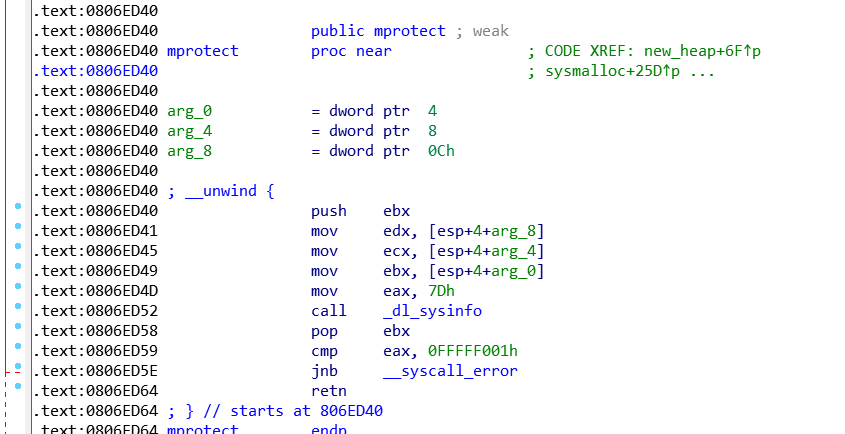 .text:0806ED40
.text:0806ED40 public mprotect ; weak
.text:0806ED40 mprotect proc near ; CODE XREF: new_heap+6F↑p
.text:0806ED40 ; sysmalloc+25D↑p ...
.text:0806ED40
.text:0806ED40 arg_0 = dword ptr 4
.text:0806ED40 arg_4 = dword ptr 8
.text:0806ED40 arg_8 = dword ptr 0Ch
.text:0806ED40
.text:0806ED40 ; __unwind {
.text:0806ED40 push ebx
.text:0806ED41 mov edx, [esp+4+arg_8]
.text:0806ED45 mov ecx, [esp+4+arg_4]
.text:0806ED49 mov ebx, [esp+4+arg_0]
.text:0806ED4D mov eax, 7Dh
.text:0806ED52 call _dl_sysinfo
.text:0806ED58 pop ebx
.text:0806ED59 cmp eax, 0FFFFF001h
.text:0806ED5E jnb __syscall_error
.text:0806ED64 retn
.text:0806ED64 ; } // starts at 806ED40
.text:0806ED64 mprotect endp